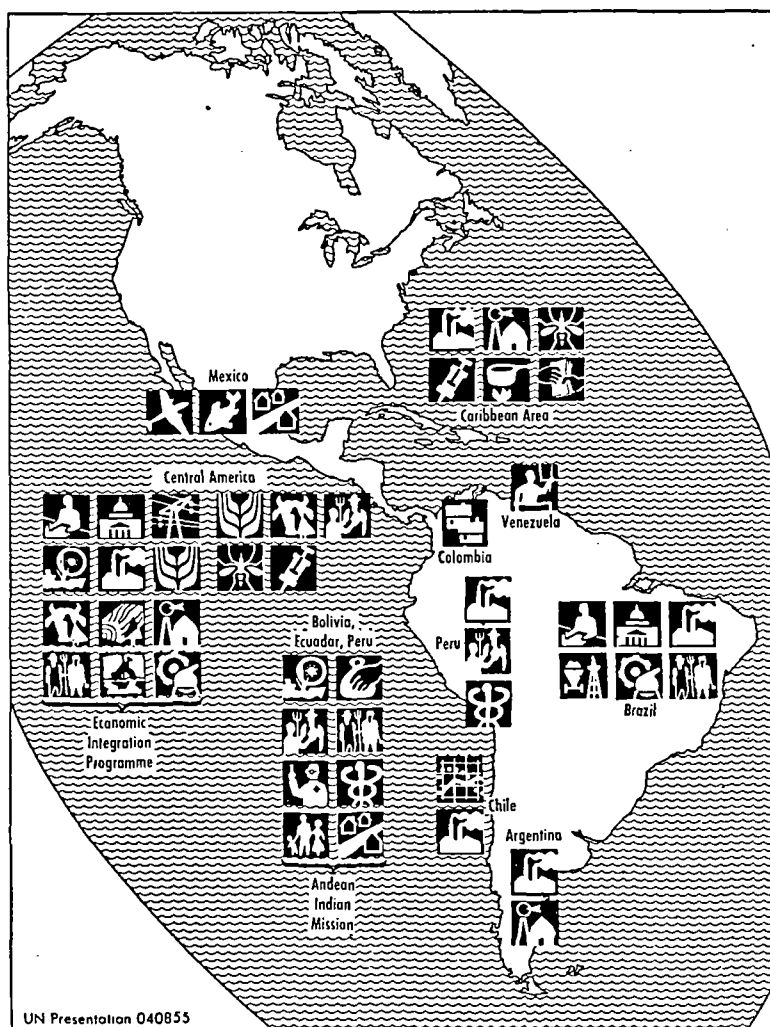 Mexico
Caribbean Area
Central America
Venezuela
Colombia
Bolivia,
Ecuador, Peru
Peru
Brazil
Economic
Integration
Programme
Chile
Argentina
Andean
Indian
Mission
UN Presentation 040855